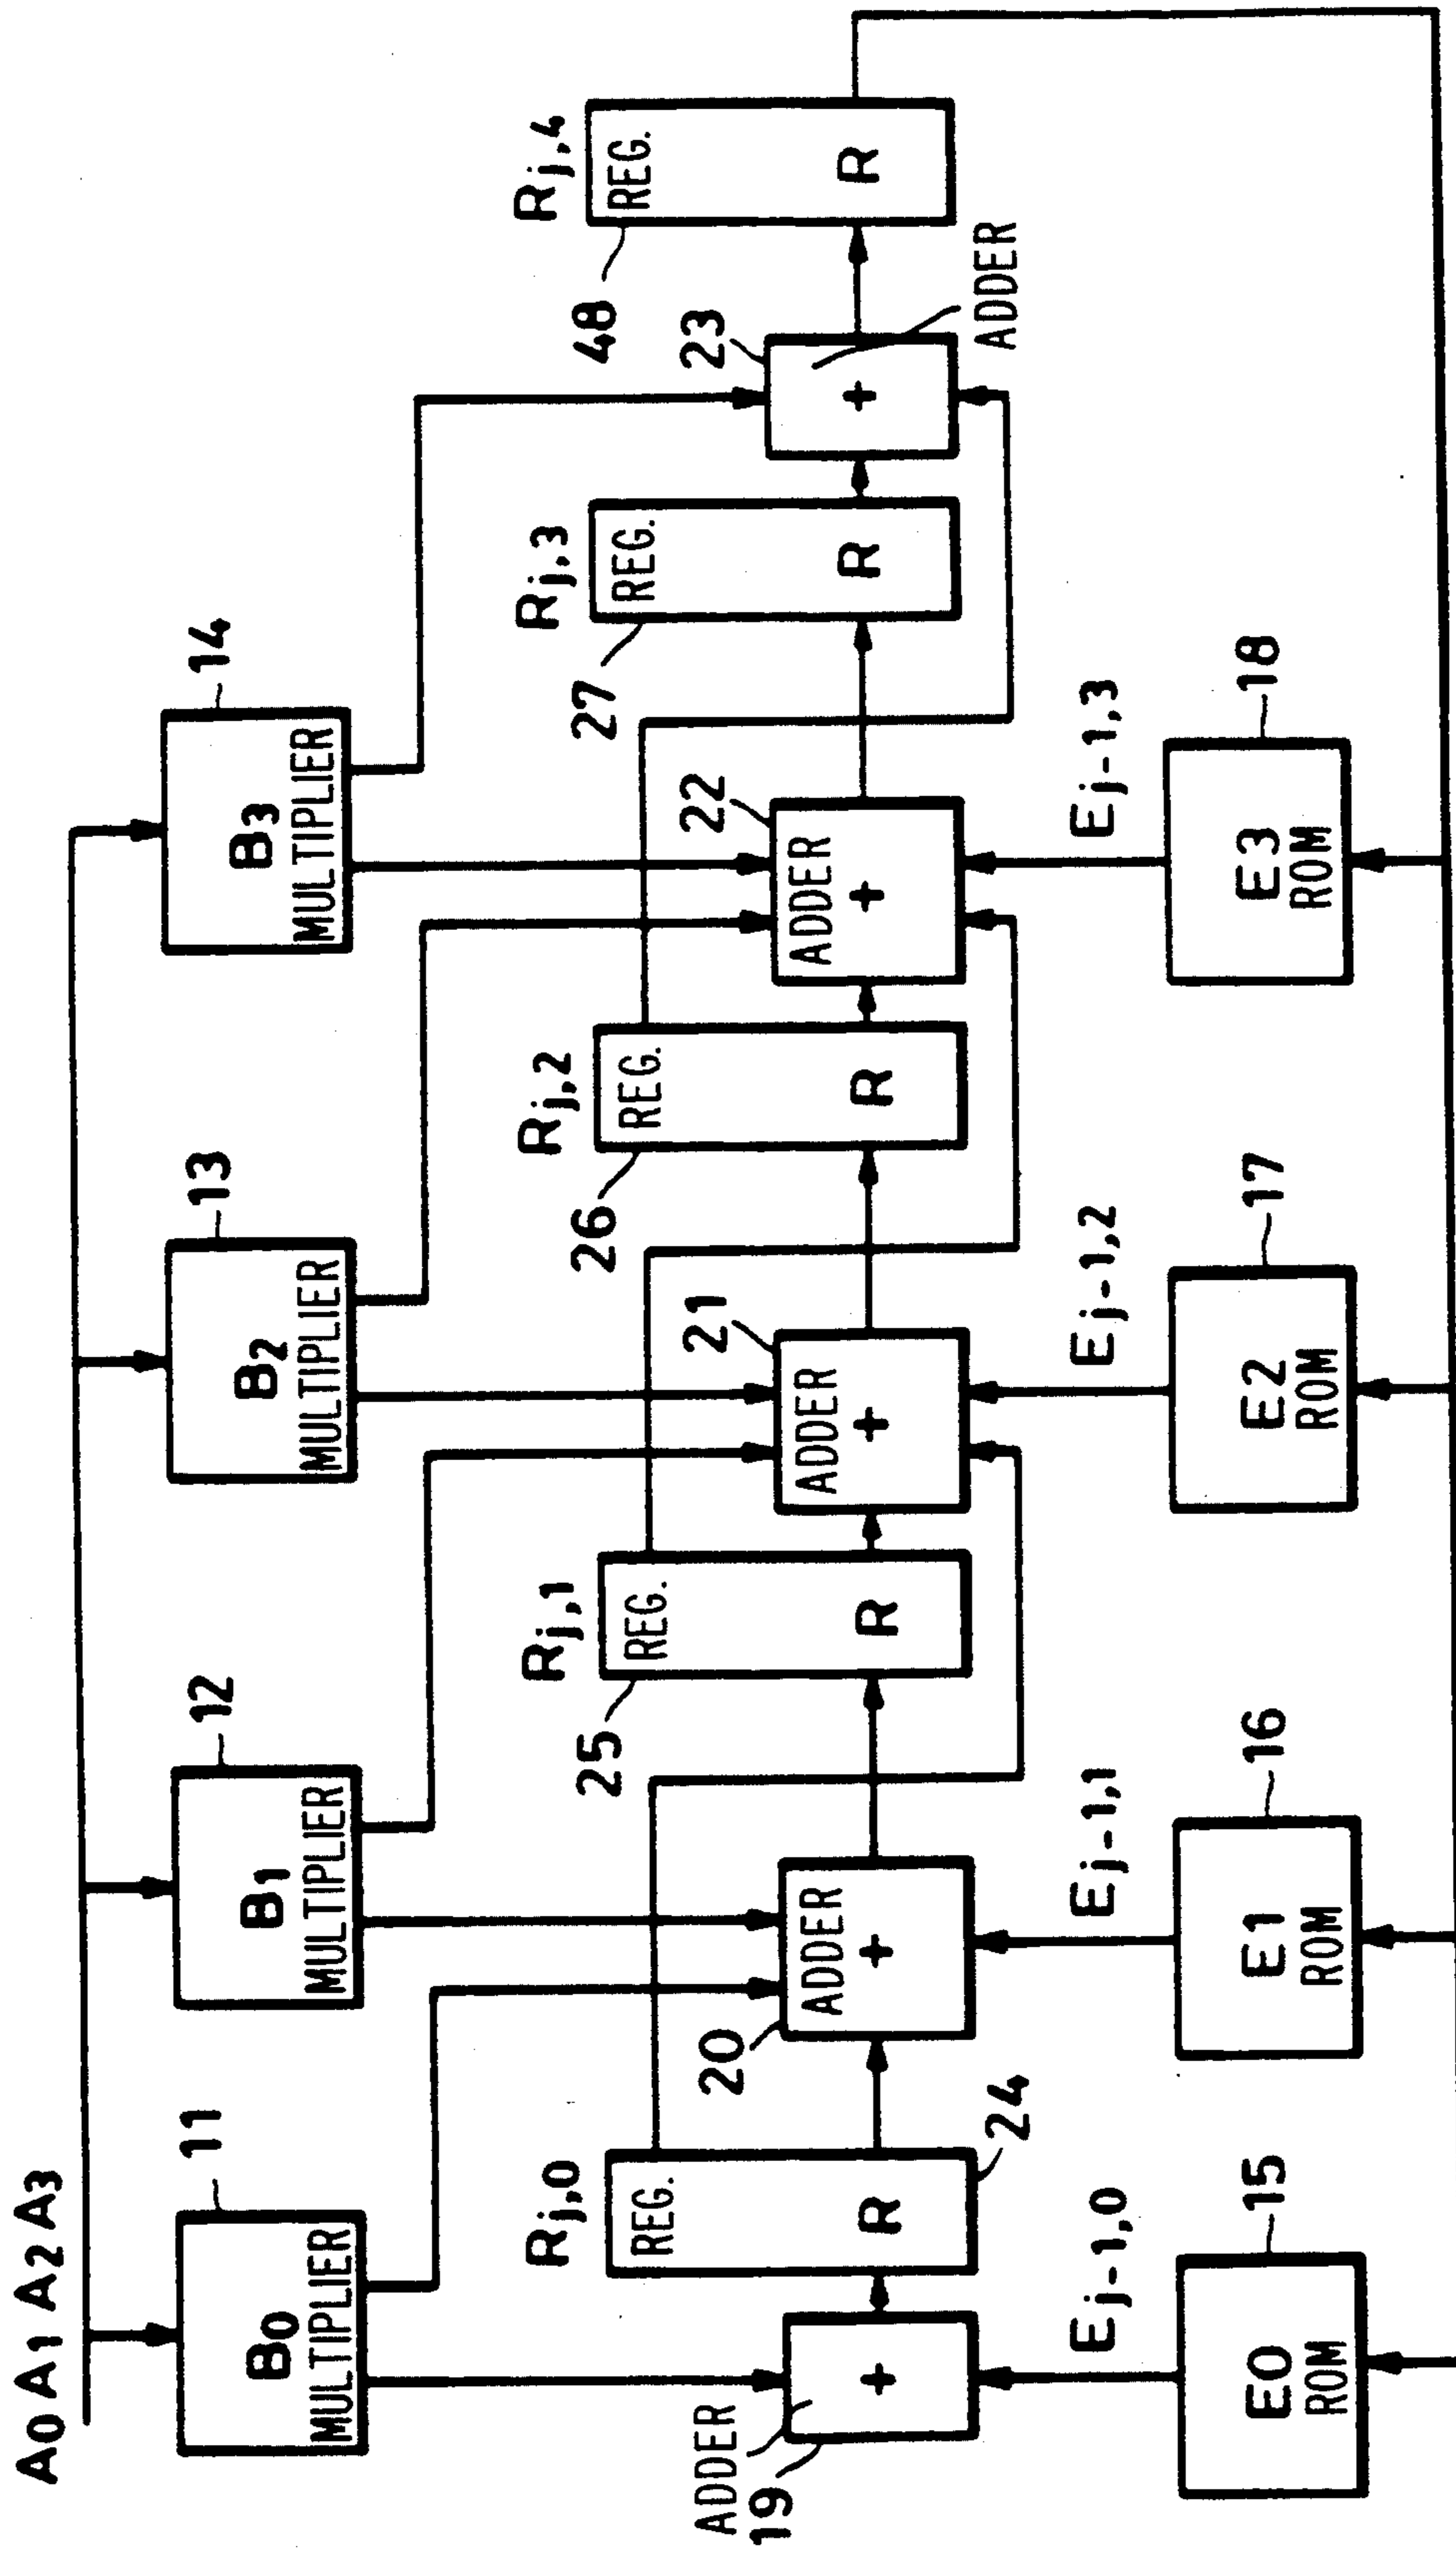 A0 A1 A2 A3
11
12
13
14
B0
MULTIPLIER
B1
MULTIPLIER
B2
MULTIPLIER
B3
MULTIPLIER
Rj,0
REG.
R
24
Rj,1
REG.
R
25
Rj,2
REG.
R
26
Rj,3
REG.
R
27
Rj,4
REG.
R
48
ADDER
19
+
20
ADDER
+
21
ADDER
+
22
ADDER
+
23
+
ADDER
Ej-1,0
Ej-1,1
Ej-1,2
Ej-1,3
15
16
17
18
E0
ROM
E1
ROM
E2
ROM
E3
ROM